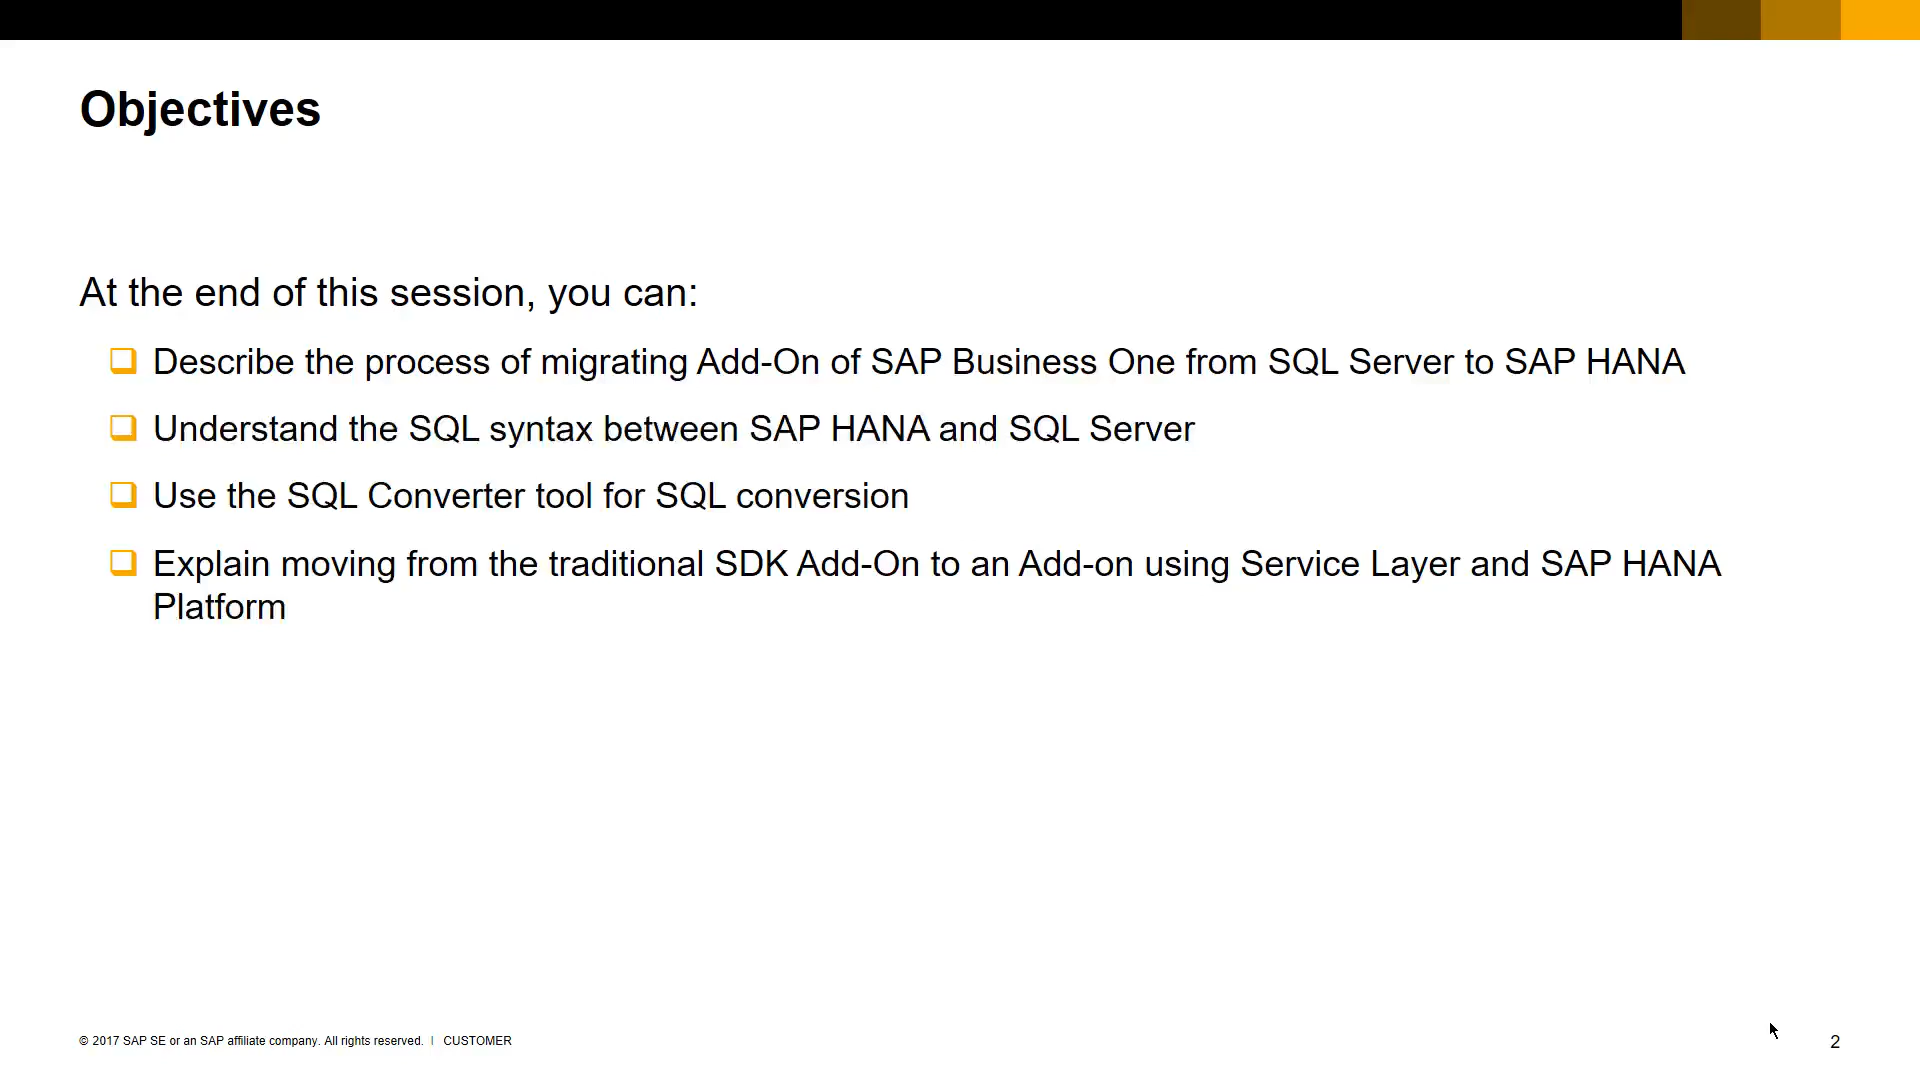 Objectives
At the end of this session, you can:
Describe the process of migrating Add-On of SAP Business One from SQL Server to SAP HANA
Understand the SQL syntax between SAP HANA and SQL Server
Use the SQL Converter tool for SQL conversion
Explain moving from the traditional SDK Add-On to an Add-on using Service Layer and SAP HANA
Platform
© 2017 SAP SE or an SAP affiliate company. All rights reserved. | CUSTOMER
2